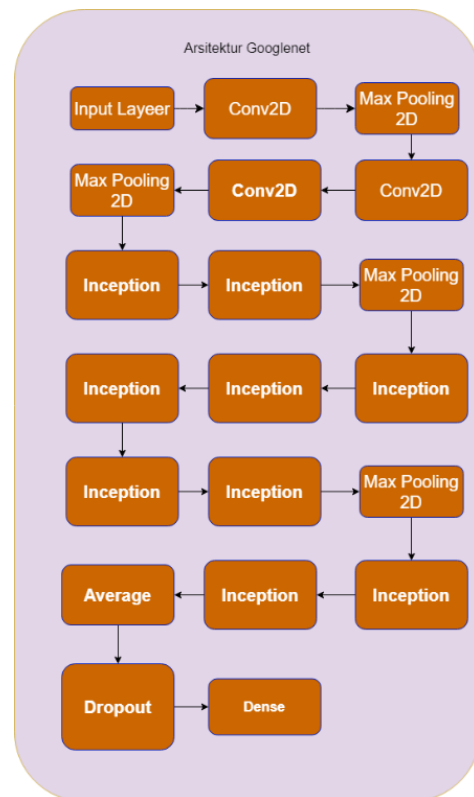 Arsitektur Googlenet
Input Layeer
Conv2D
Max Pooling
2D
Conv2D
Conv2D
Max Pooling
2D
Inception
Inception
Max Pooling
2D
Inception
Inception
Inception
Inception
Inception
Max Pooling
2D
Inception
Inception
Average
Dropout
Dense